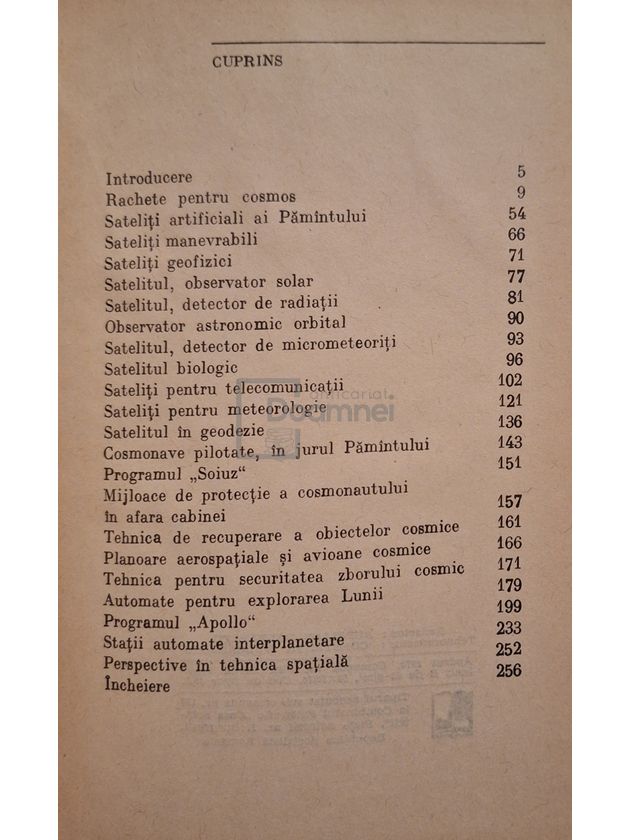 CUPRINS
Introducere 5
Rachete pentru cosmos 9
Sateliți artificiali ai Pămîntului 54
Sateliți manevrabili 66
Sateliți geofizici 71
Satelitul, observator solar 77
Satelitul, detector de radiații 81
Observator astronomic orbital 90
Satelitul, detector de micrometeoriți 93
Satelitul biologic 96
Sateliți pentru telecomunicații 102
Sateliți pentru meteorologie 121
Satelitul în geodezie 136
Cosmonave pilotate, în jurul Pămîntului 143
Programul „Soiuz“ 151
Mijloace de protecție a cosmonautului
în afara cabinei 157
Tehnica de recuperare a obiectelor cosmice 161
Planoare aerospațiale și avioane cosmice 166
Tehnica pentru securitatea zborului cosmic 171
Automate pentru explorarea Lunii 179
Programul „Apollo“ 199
Stații automate interplanetare 233
Perspective în tehnica spațială 252
Încheiere 256
anticariat
Doamnei